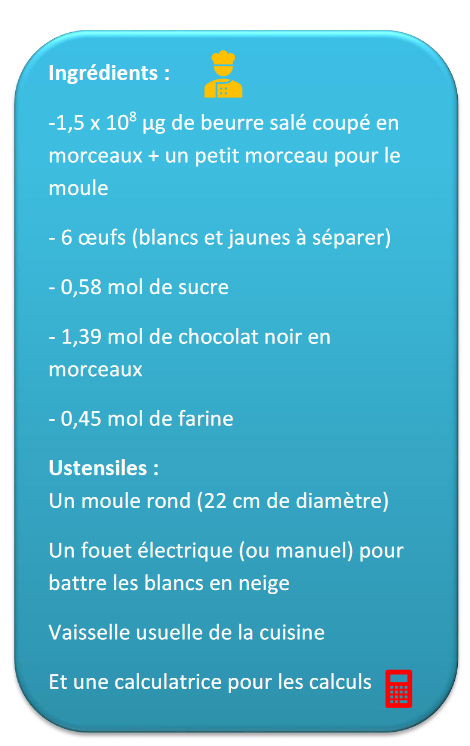 Ingrédients :
-1,5 x 10⁸ µg de beurre salé coupé en
morceaux + un petit morceau pour le
moule
- 6 œufs (blancs et jaunes à séparer)
- 0,58 mol de sucre
- 1,39 mol de chocolat noir en
morceaux
- 0,45 mol de farine
Ustensiles :
Un moule rond (22 cm de diamètre)
Un fouet électrique (ou manuel) pour
battre les blancs en neige
Vaisselle usuelle de la cuisine
Et une calculatrice pour les calculs